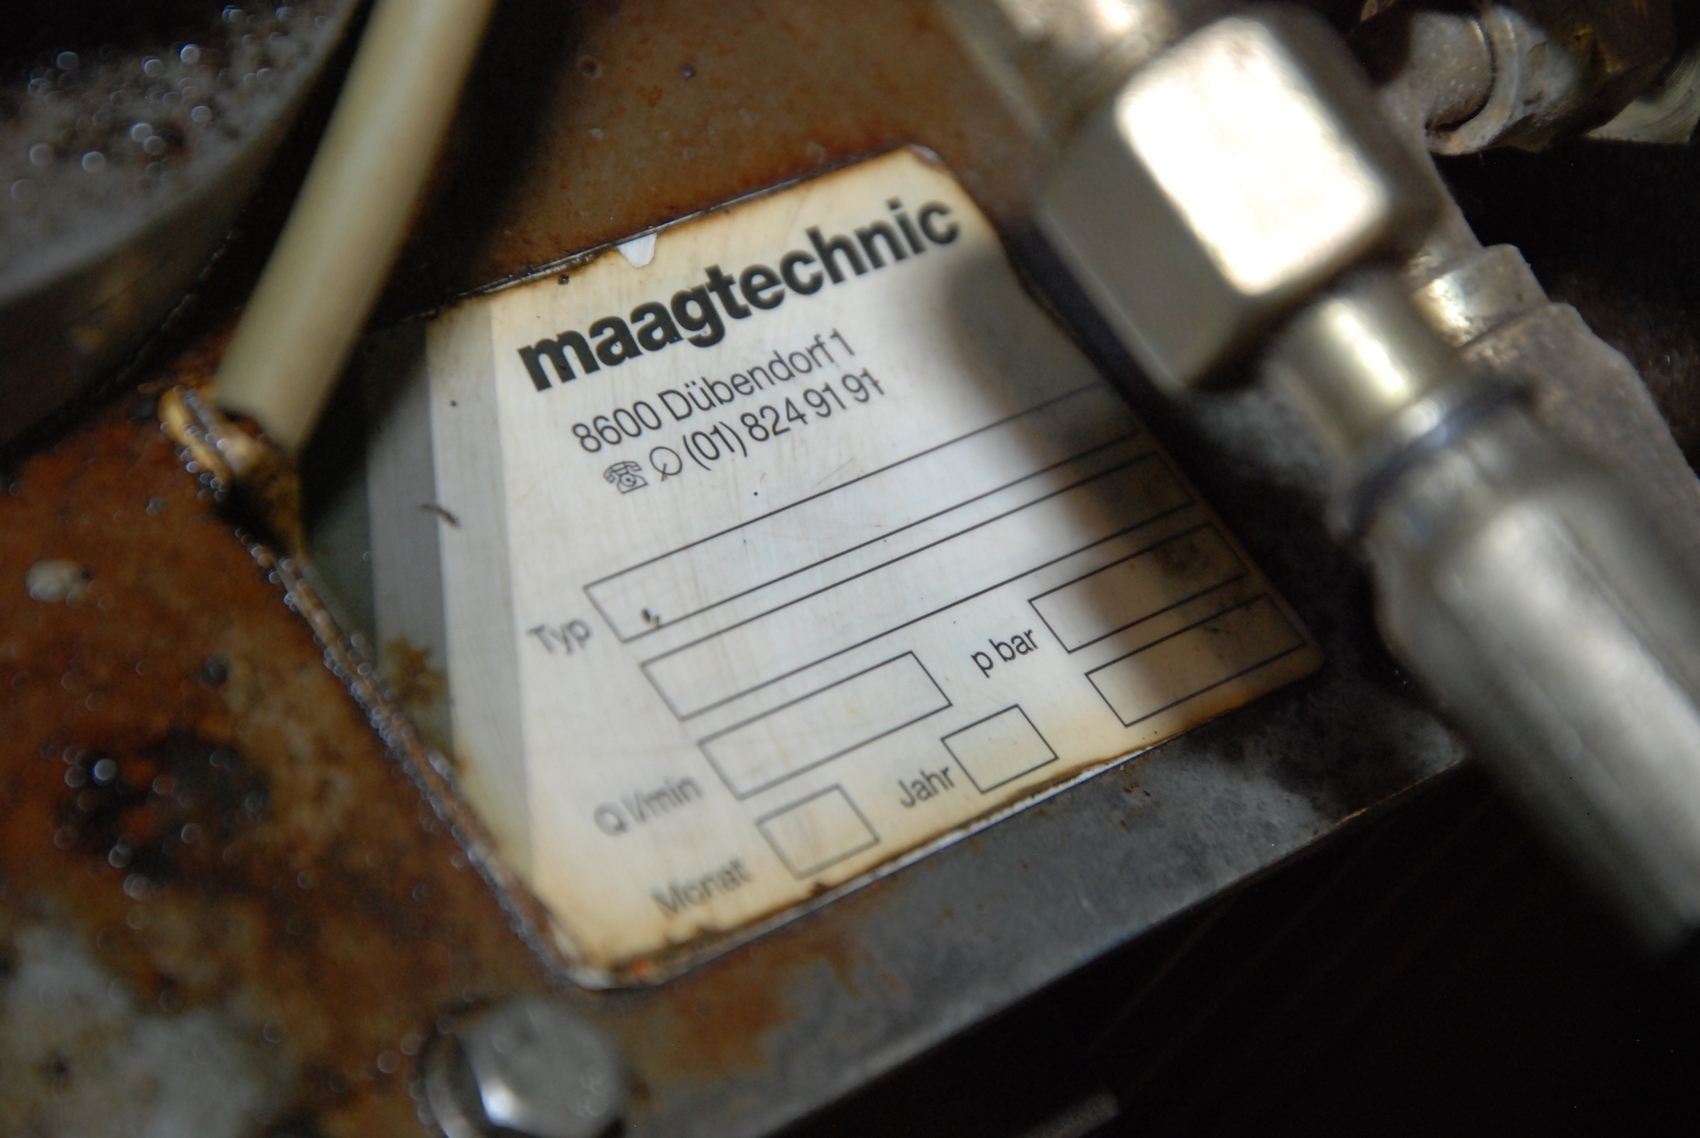 maagtechnic
8600 Dübendorf 1
☎ (01) 824 91 91
Typ
Q l/min
p bar
Monat
Jahr